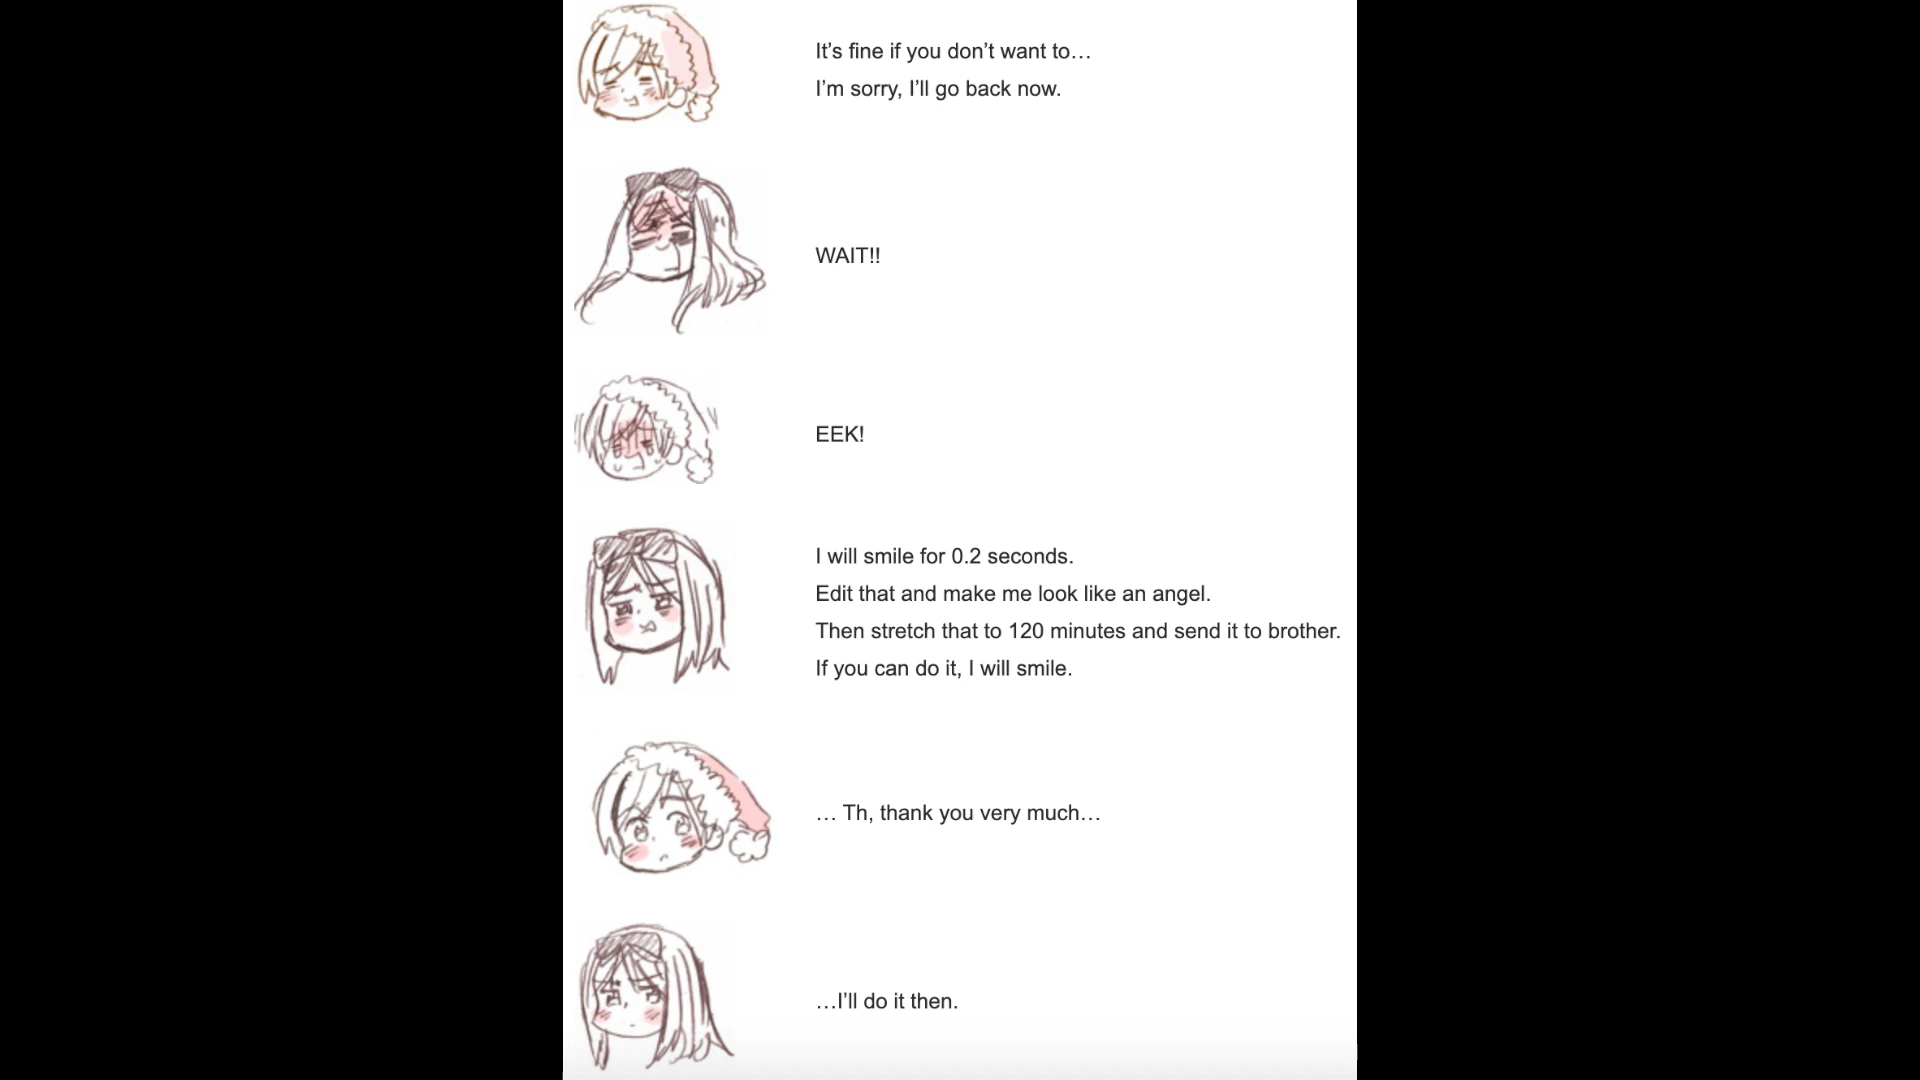 It’s fine if you don’t want to…
I’m sorry, I’ll go back now.
WAIT!!
EEK!
I will smile for 0.2 seconds.
Edit that and make me look like an angel.
Then stretch that to 120 minutes and send it to brother.
If you can do it, I will smile.
… Th, thank you very much…
…I’ll do it then.